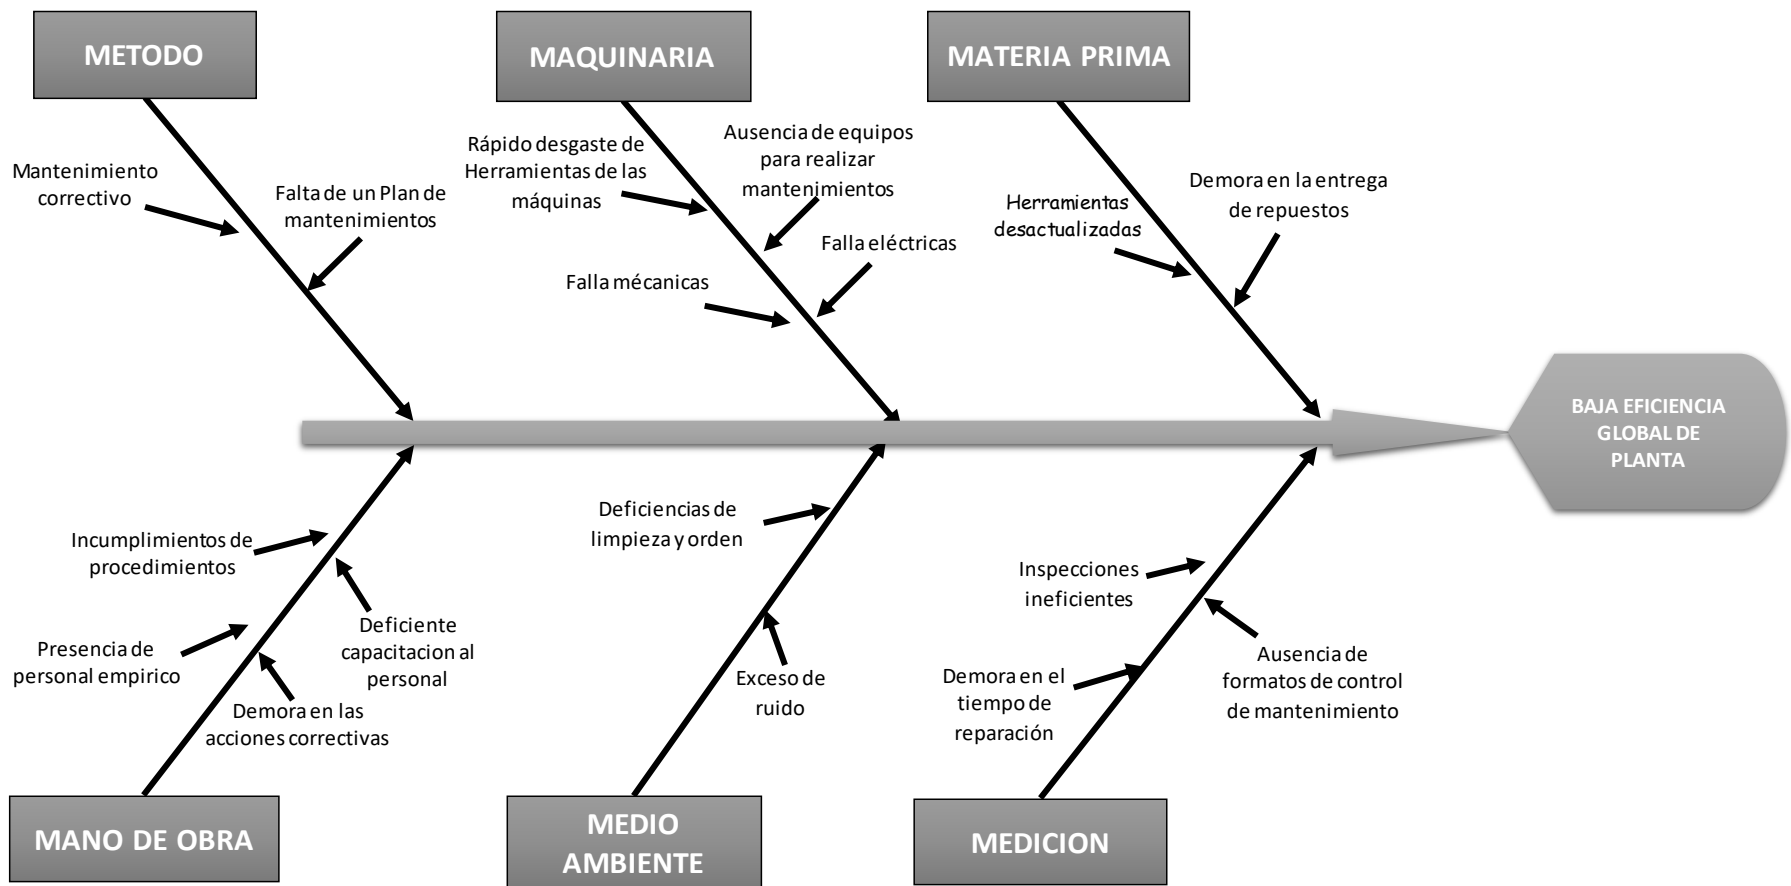 METODO
MAQUINARIA
MATERIA PRIMA
Mantenimiento
correctivo
Falta de un Plan de
mantenimientos
Rápido desgaste de
Herramientas de las
máquinas
Ausencia de equipos
para realizar
mantenimientos
Falla mécanicas
Falla eléctricas
Herramientas
desactualizadas
Demora en la entrega
de repuestos
BAJA EFICIENCIA
GLOBAL DE
PLANTA
Incumplimientos de
procedimientos
Presencia de
personal empirico
Deficiente
capacitacion al
personal
Demora en las
acciones correctivas
Deficiencias de
limpieza y orden
Exceso de
ruido
Inspecciones
ineficientes
Demora en el
tiempo de
reparación
Ausencia de
formatos de control
de mantenimiento
MANO DE OBRA
MEDIO
AMBIENTE
MEDICION